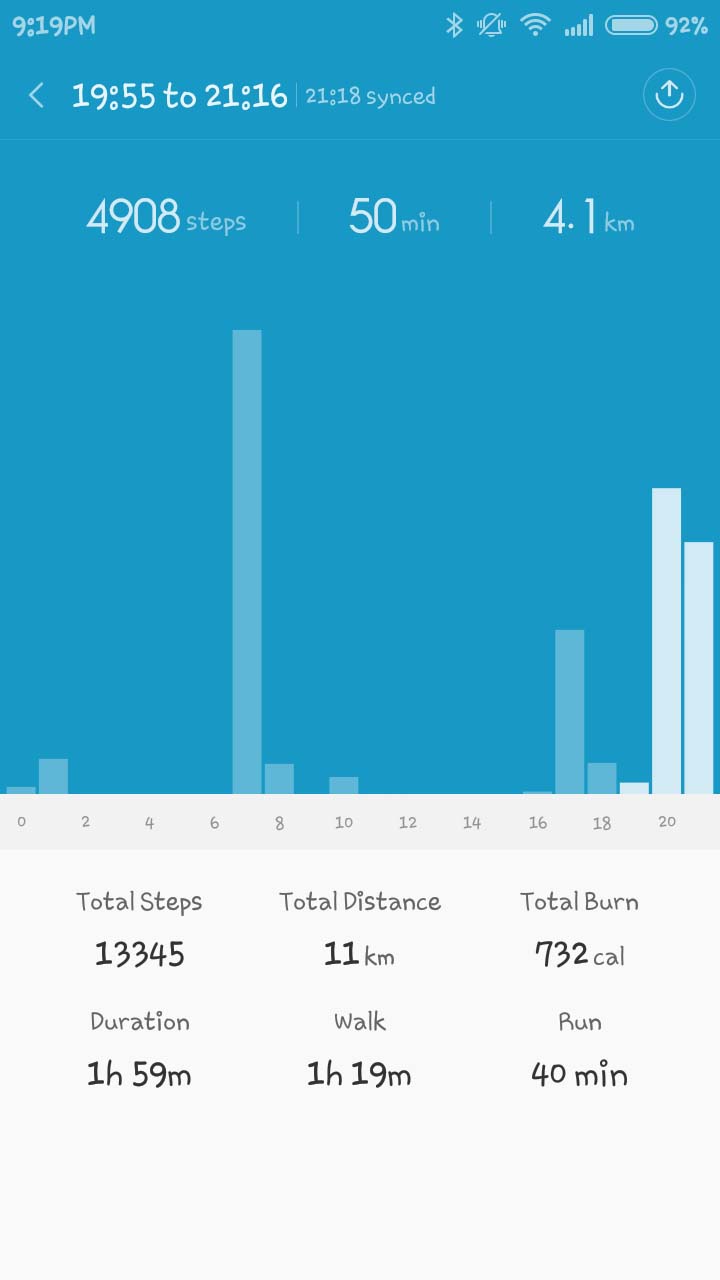 9:19PM 92%
19:55 to 21:16 21:18 synced
4908 steps 50 min 4.1 km
0 2 4 6 8 10 12 14 16 18 20
Total Steps Total Distance Total Burn
13345 11 km 732 cal
Duration Walk Run
1h 59m 1h 19m 40 min